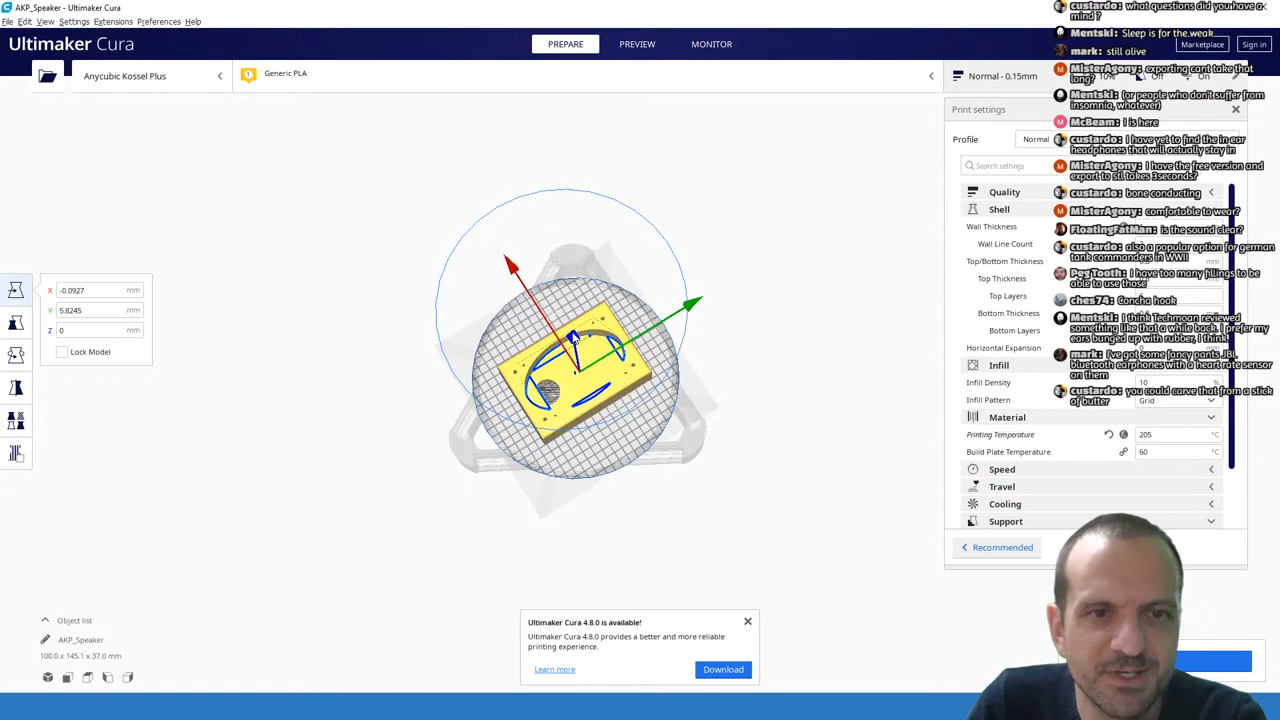 AKP_Speaker - Ultimaker Cura
File Edit View Settings Extensions Preferences Help
Ultimaker Cura
PREPARE
PREVIEW
MONITOR
Marketplace
Sign in
Anycubic Kossel Plus
1
Generic PLA
Normal - 0.15mm
10%
Off
On
Print settings
Profile
Normal
Search settings
Quality
Shell
Wall Thickness
Wall Line Count
Top/Bottom Thickness
mm
Top Thickness
Top Layers
Bottom Thickness
Bottom Layers
Horizontal Expansion
Infill
Infill Density
10
%
Infill Pattern
Grid
Material
Printing Temperature
205
°C
Build Plate Temperature
60
°C
Speed
Travel
Cooling
Support
Recommended
custardo: what questions did you have a
mind ?
Mentski: Sleep is for the weak
mark: still alive
MisterAgony: exporting cant take that
long?
Mentski: (or people who don't suffer from
insomnia, whatever)
McBeam: I is here
custardo: I have yet to find the in ear
headphones that will actually stay in
MisterAgony: I have the free version and
export to stl takes 3seconds?
custardo: bone conducting
MisterAgony: comfortable to wear?
FloatingFatMan: is the sound clear?
custardo: also a popular option for german
tank commanders in WWII
PegTooth: I have too many fillings to be
able to use those
ches74: Concha hook
Mentski: I think Techmoan reviewed
something like that a while back. I prefer my
ears bunged up with rubber, I think.
mark: I've got some fancy pants JBL
bluetooth earphones with a heart rate sensor
on them
custardo: you could carve that from a stick
of butter
X -0.0927 mm
Y 5.8245 mm
Z 0 mm
Lock Model
Object list
AKP_Speaker
100.0 x 145.1 x 37.0 mm
Ultimaker Cura 4.8.0 is available!
Ultimaker Cura 4.8.0 provides a better and more reliable
printing experience.
Learn more
Download